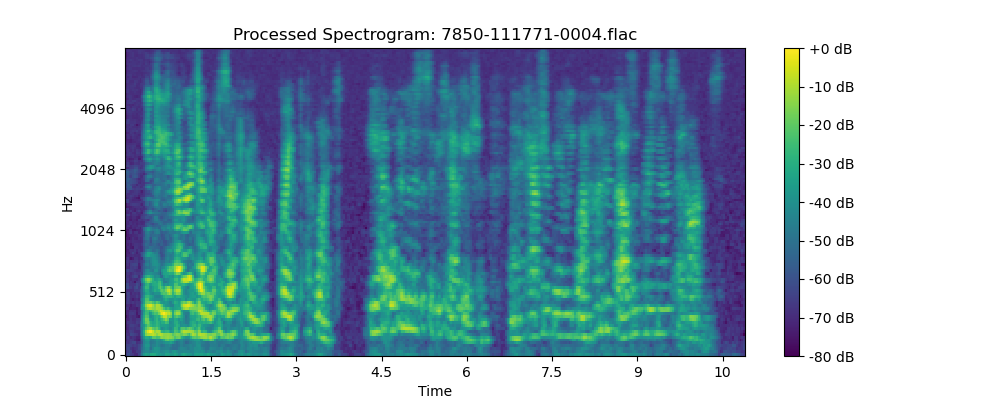 Processed Spectrogram: 7850-111771-0004.flac
+0 dB
-10 dB
-20 dB
-30 dB
-40 dB
-50 dB
-60 dB
-70 dB
-80 dB
4096
2048
1024
512
0
Hz
0 1.5 3 4.5 6 7.5 9 10
Time